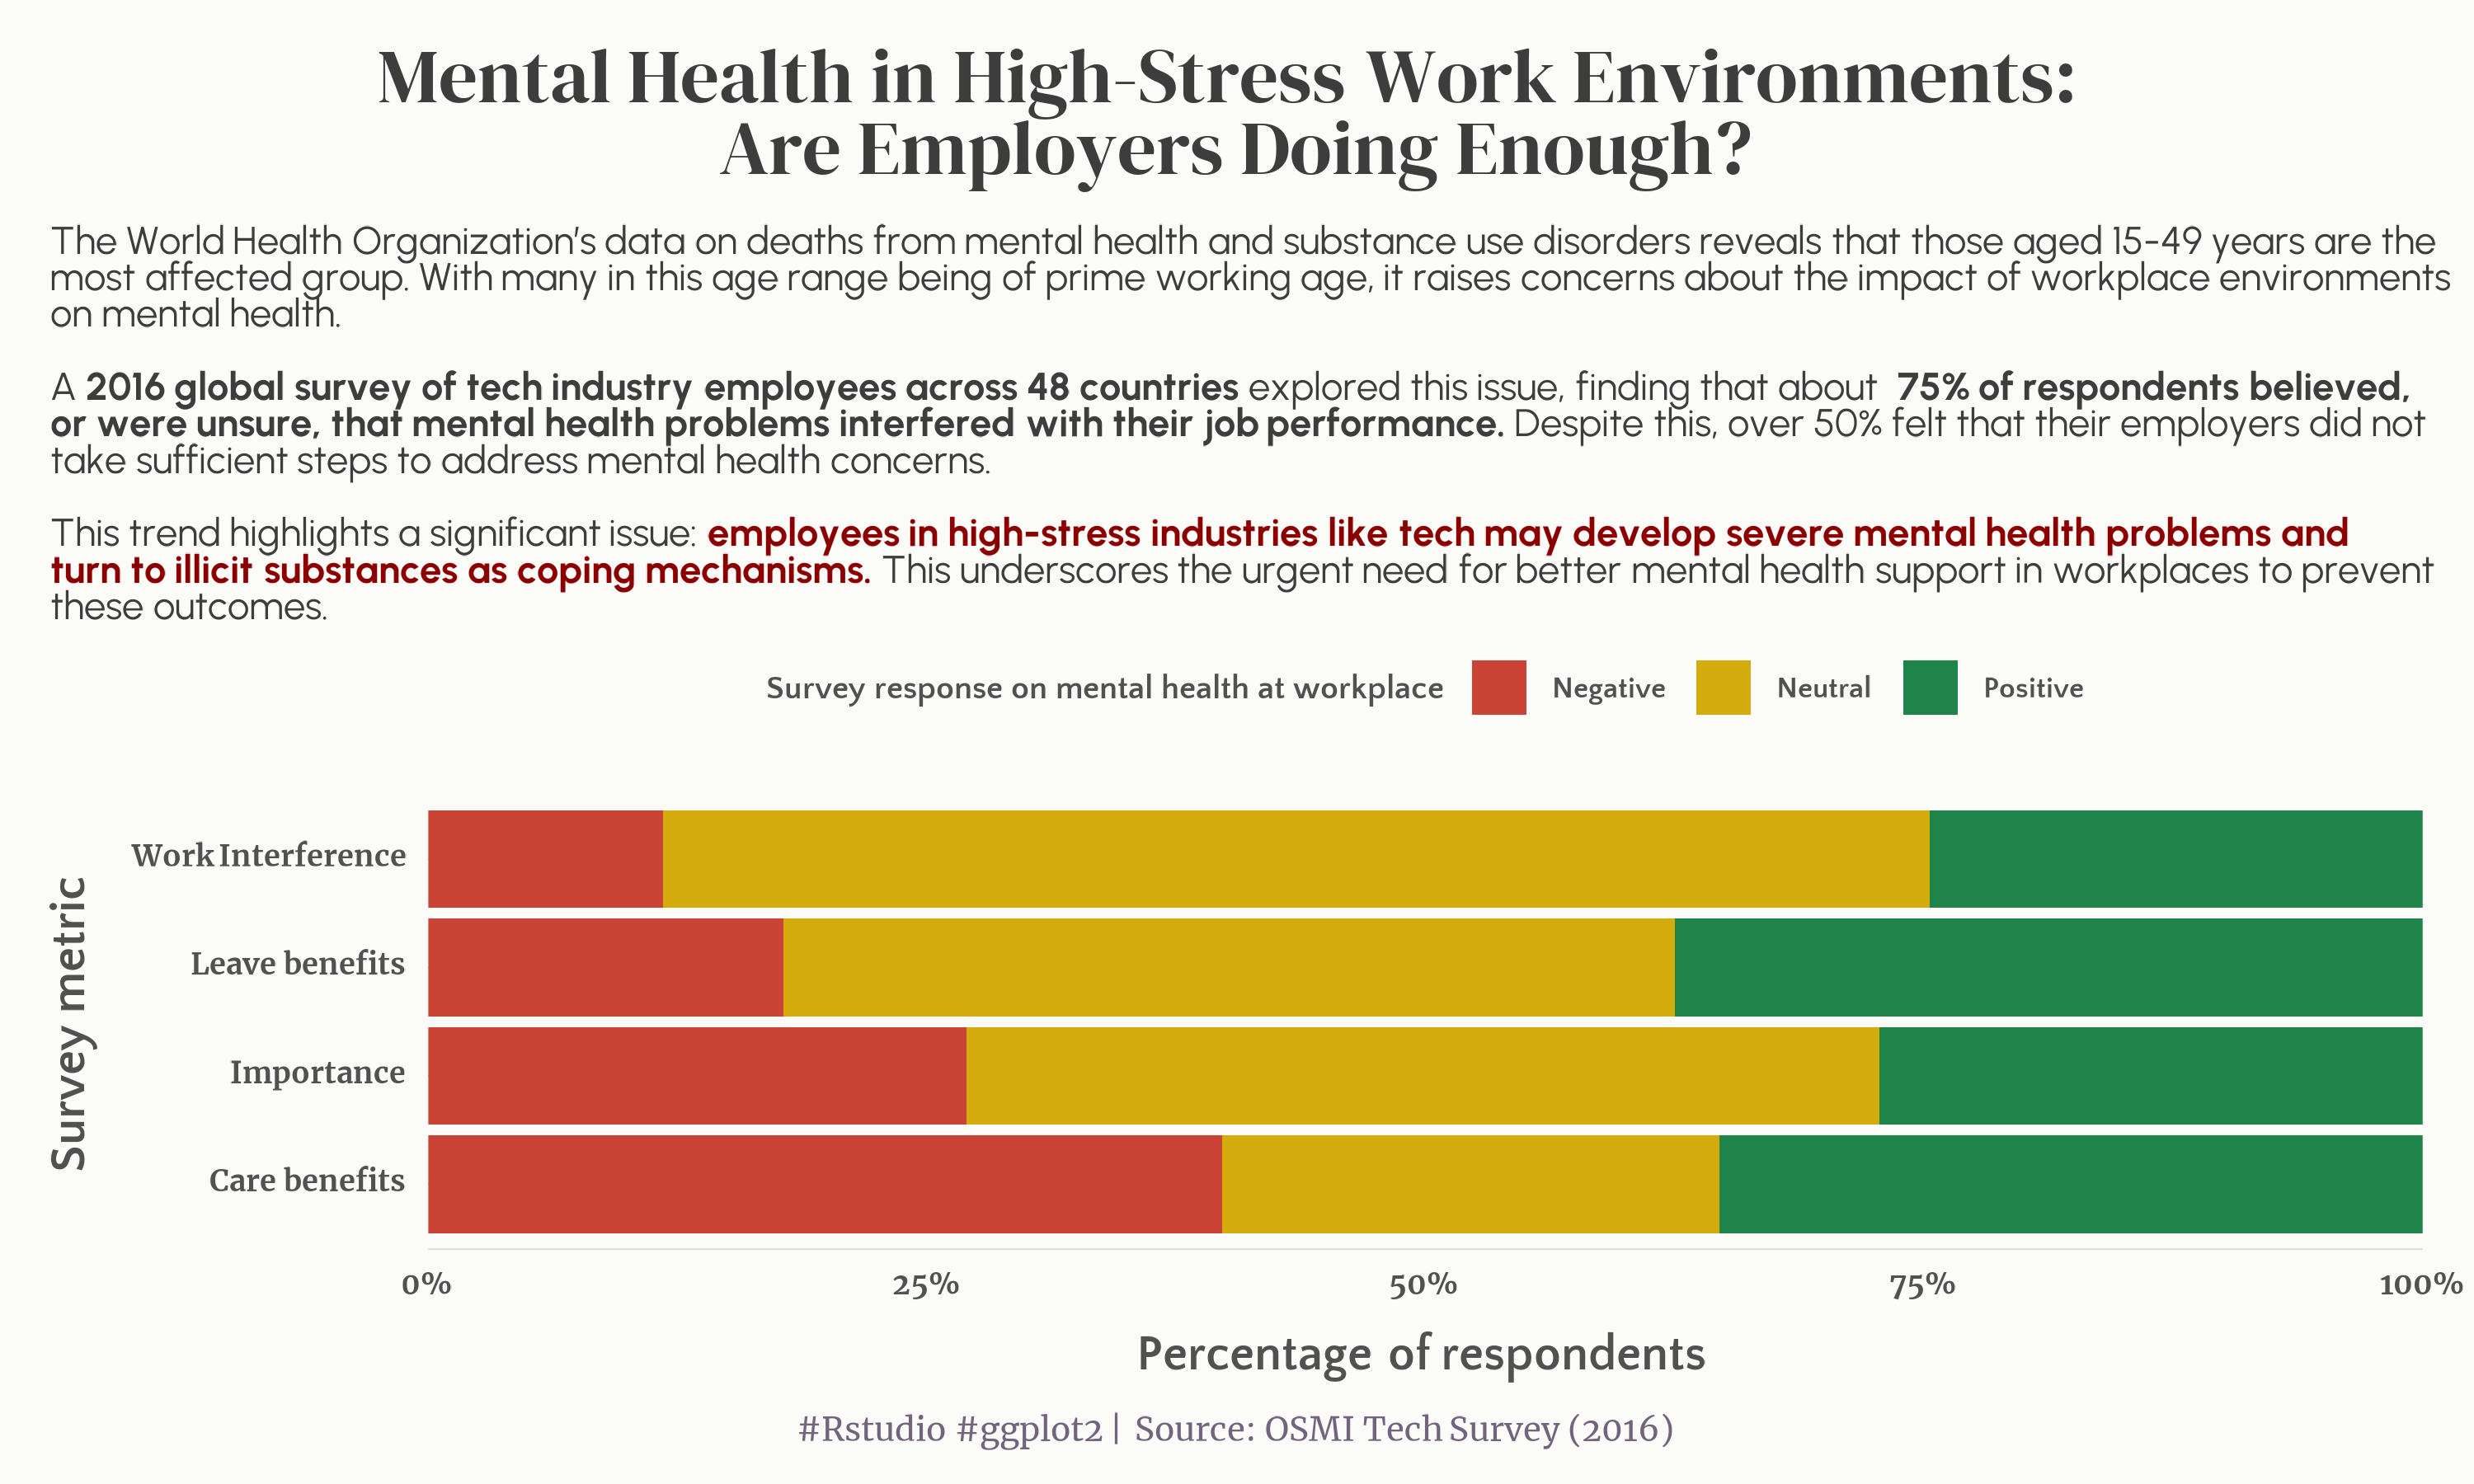 Mental Health in High-Stress Work Environments:
Are Employers Doing Enough?
The World Health Organization's data on deaths from mental health and substance use disorders reveals that those aged 15-49 years are the
most affected group. With many in this age range being of prime working age, it raises concerns about the impact of workplace environments
on mental health.
A 2016 global survey of tech industry employees across 48 countries explored this issue, finding that about 75% of respondents believed,
or were unsure, that mental health problems interfered with their job performance. Despite this, over 50% felt that their employers did not
take sufficient steps to address mental health concerns.
This trend highlights a significant issue: employees in high-stress industries like tech may develop severe mental health problems and
turn to illicit substances as coping mechanisms. This underscores the urgent need for better mental health support in workplaces to prevent
these outcomes.
Survey response on mental health at workplace Negative Neutral Positive
Survey metric
Work Interference
Leave benefits
Importance
Care benefits
0% 25% 50% 75% 100%
Percentage of respondents
#Rstudio #ggplot2 | Source: OSMI Tech Survey (2016)